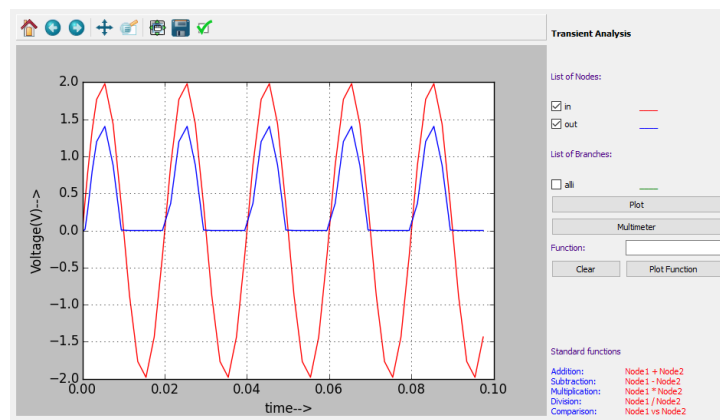 Transient Analysis
List of Nodes:
in
out
List of Branches:
alli
Plot
Multimeter
Function:
Clear
Plot Function
Standard functions
Addition: Node1 + Node2
Subtraction: Node1 - Node2
Multiplication: Node1 * Node2
Division: Node1 / Node2
Comparison: Node1 vs Node2
Voltage(V)-->
2.0
1.5
1.0
0.5
0.0
−0.5
−1.0
−1.5
−2.0
0.00 0.02 0.04 0.06 0.08 0.10
time-->